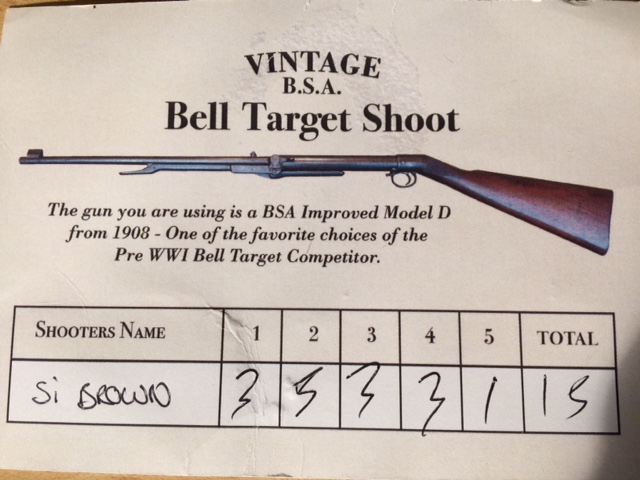 VINTAGE
B.S.A.
Bell Target Shoot
The gun you are using is a BSA Improved Model D
from 1908 - One of the favorite choices of the
Pre WWI Bell Target Competitor.
SHOOTERS NAME 1 2 3 4 5 TOTAL
Si BROWN 3 5 3 3 1 15